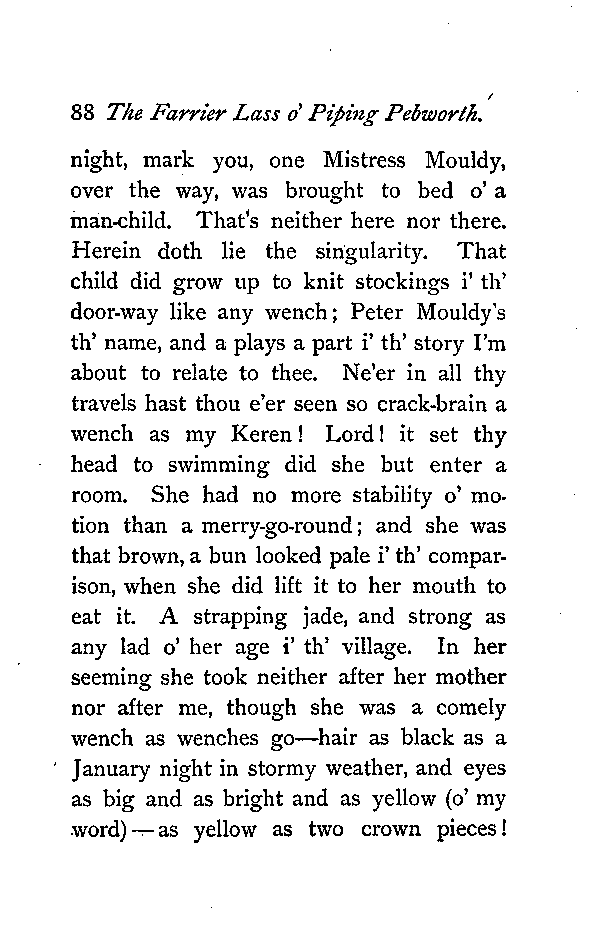 88 The Farrier Lass o' Piping Pebworth.
night, mark you, one Mistress Mouldy,
over the way, was brought to bed o' a
man-child. That's neither here nor there.
Herein doth lie the singularity. That
child did grow up to knit stockings i' th'
door-way like any wench; Peter Mouldy's
th' name, and a plays a part i' th' story I'm
about to relate to thee. Ne'er in all thy
travels hast thou e'er seen so crack-brain a
wench as my Keren! Lord! it set thy
head to swimming did she but enter a
room. She had no more stability o' mo-
tion than a merry-go-round; and she was
that brown, a bun looked pale i' th' compar-
ison, when she did lift it to her mouth to
eat it. A strapping jade, and strong as
any lad o' her age i' th' village. In her
seeming she took neither after her mother
nor after me, though she was a comely
wench as wenches go—hair as black as a
January night in stormy weather, and eyes
as big and as bright and as yellow (o' my
word)—as yellow as two crown pieces!